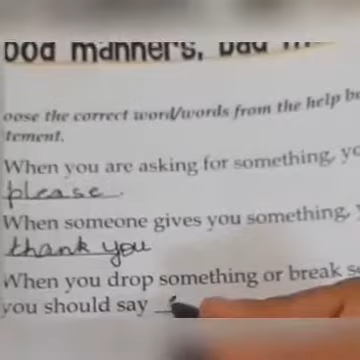 ood manners, bad m
oose the correct word/words from the help b
tement.
When you are asking for something, yo
please.
When someone gives you something, y
thank you
When you drop something or break s
you should say